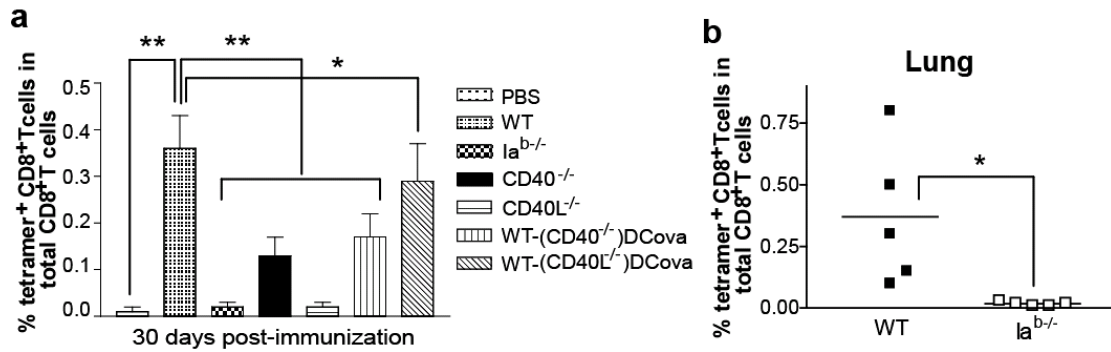 a
% tetramer⁺ CD8⁺Tcells in
total CD8⁺T cells
0.5
0.4
0.3
0.2
0.1
0.0
** ** *
30 days post-immunization
PBS
WT
Ia^b-/-
CD40^-/-
CD40L^-/-
WT-(CD40^-/-)DCova
WT-(CD40L^-/-)DCova
b
Lung
% tetramer⁺ CD8⁺Tcells in
total CD8⁺T cells
0.75
0.50
0.25
0.00
*
WT Ia^b-/-